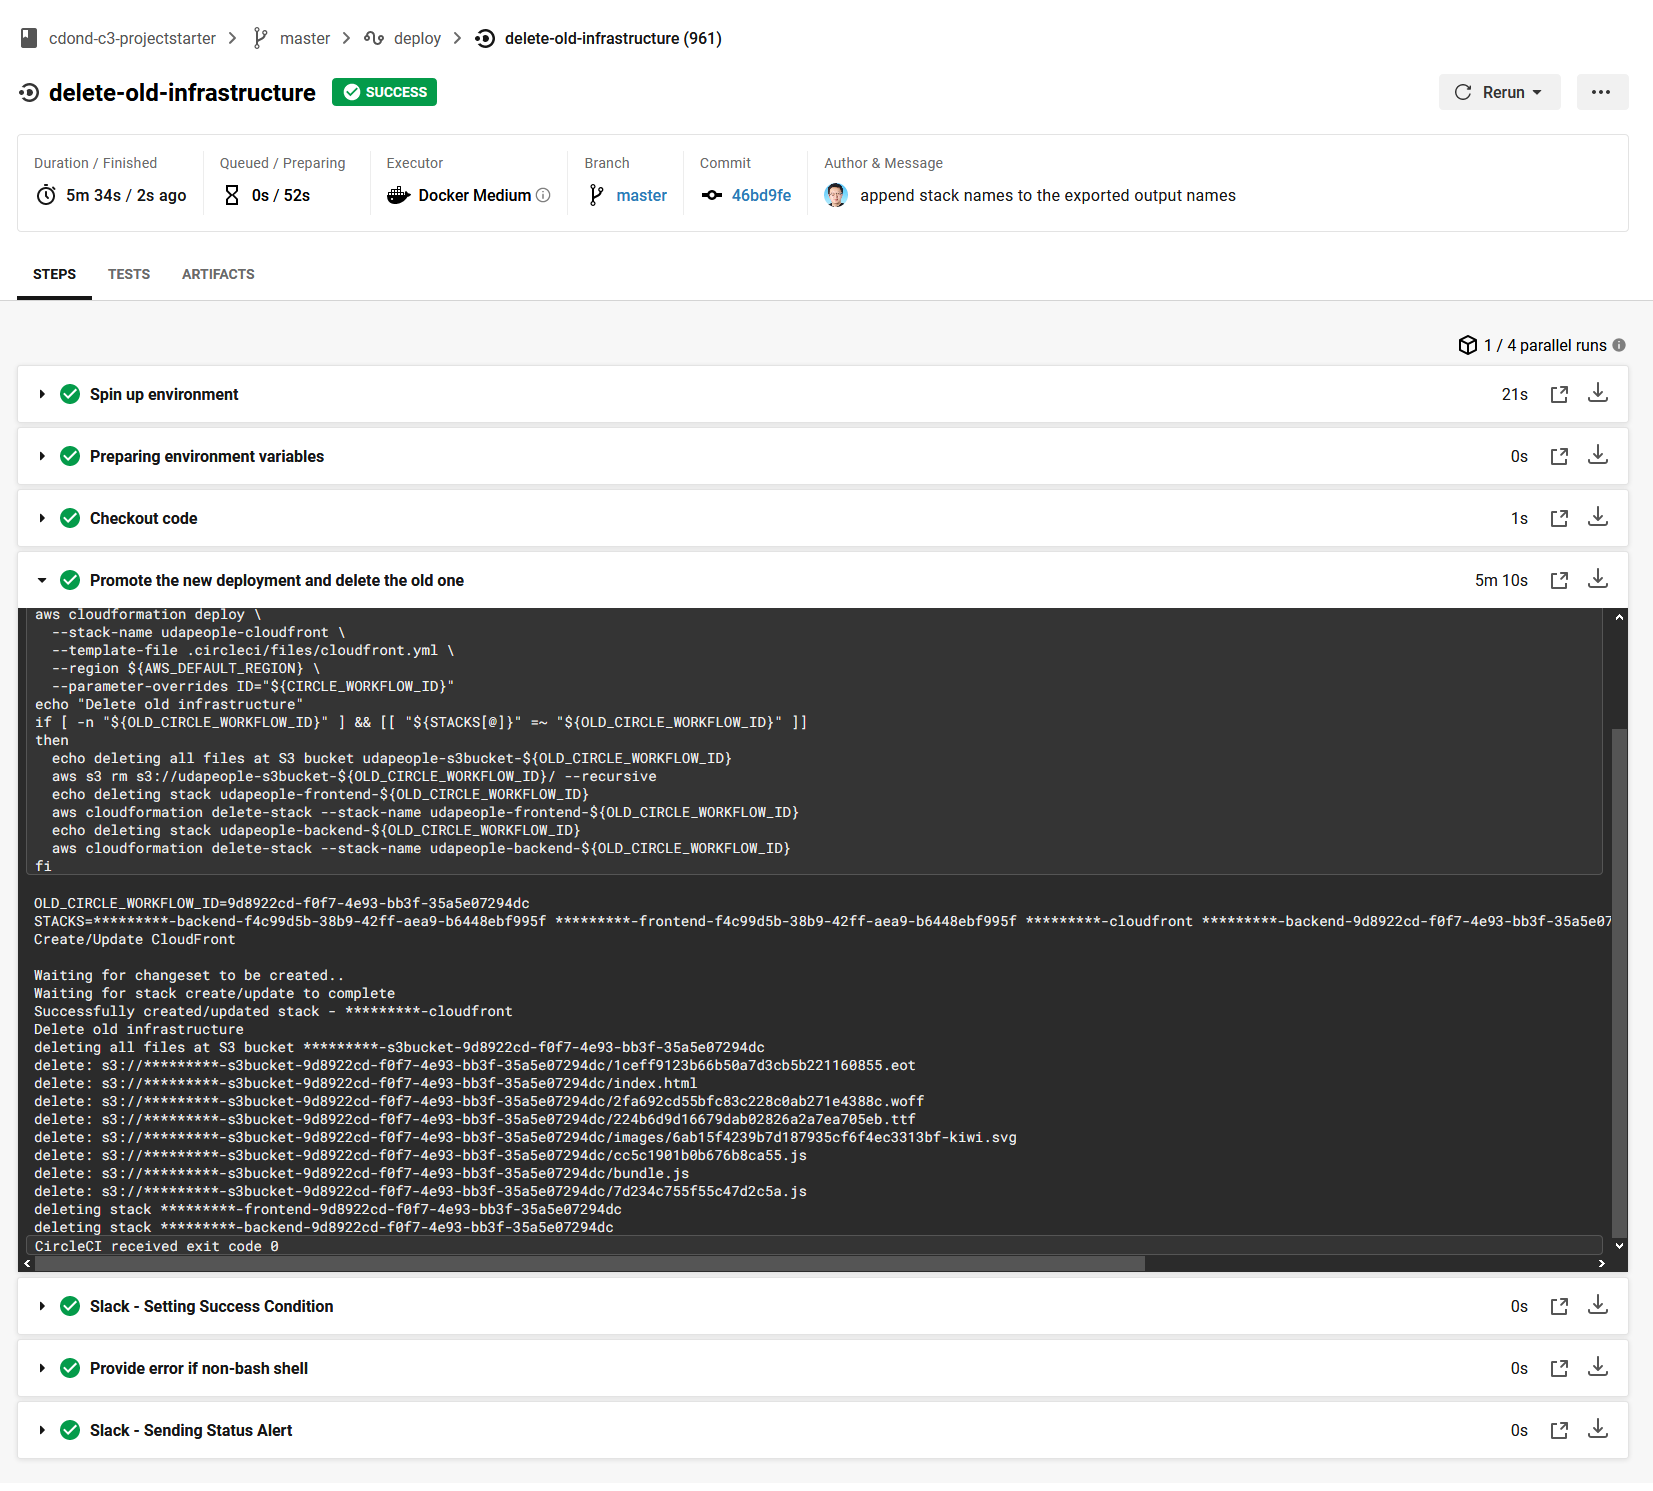 cdond-c3-projectstarter > master > deploy > delete-old-infrastructure (961)
delete-old-infrastructure SUCCESS
Rerun
Duration / Finished
5m 34s / 2s ago
Queued / Preparing
0s / 52s
Executor
Docker Medium
Branch
master
Commit
46bd9fe
Author & Message
append stack names to the exported output names
STEPS TESTS ARTIFACTS
1 / 4 parallel runs
Spin up environment 21s
Preparing environment variables 0s
Checkout code 1s
Promote the new deployment and delete the old one 5m 10s
aws cloudformation deploy \
--stack-name udapeople-cloudfront \
--template-file .circleci/files/cloudfront.yml \
--region ${AWS_DEFAULT_REGION} \
--parameter-overrides ID="${CIRCLE_WORKFLOW_ID}"
echo "Delete old infrastructure"
if [ -n "${OLD_CIRCLE_WORKFLOW_ID}" ] && [[ "${STACKS[@]}" =~ "${OLD_CIRCLE_WORKFLOW_ID}" ]]
then
echo deleting all files at S3 bucket udapeople-s3bucket-${OLD_CIRCLE_WORKFLOW_ID}
aws s3 rm s3://udapeople-s3bucket-${OLD_CIRCLE_WORKFLOW_ID}/ --recursive
echo deleting stack udapeople-frontend-${OLD_CIRCLE_WORKFLOW_ID}
aws cloudformation delete-stack --stack-name udapeople-frontend-${OLD_CIRCLE_WORKFLOW_ID}
echo deleting stack udapeople-backend-${OLD_CIRCLE_WORKFLOW_ID}
aws cloudformation delete-stack --stack-name udapeople-backend-${OLD_CIRCLE_WORKFLOW_ID}
fi
OLD_CIRCLE_WORKFLOW_ID=9d8922cd-f0f7-4e93-bb3f-35a5e07294dc
STACKS=*********-backend-f4c99d5b-38b9-42ff-aea9-b6448ebf995f *********-frontend-f4c99d5b-38b9-42ff-aea9-b6448ebf995f *********-cloudfront *********-backend-9d8922cd-f0f7-4e93-bb3f-35a5e07
Create/Update CloudFront
Waiting for changeset to be created..
Waiting for stack create/update to complete
Successfully created/updated stack - *********-cloudfront
Delete old infrastructure
deleting all files at S3 bucket *********-s3bucket-9d8922cd-f0f7-4e93-bb3f-35a5e07294dc
delete: s3://*********-s3bucket-9d8922cd-f0f7-4e93-bb3f-35a5e07294dc/1ceff9123b66b50a7d3cb5b221160855.eot
delete: s3://*********-s3bucket-9d8922cd-f0f7-4e93-bb3f-35a5e07294dc/index.html
delete: s3://*********-s3bucket-9d8922cd-f0f7-4e93-bb3f-35a5e07294dc/2fa692cd55bfc83c228c0ab271e4388c.woff
delete: s3://*********-s3bucket-9d8922cd-f0f7-4e93-bb3f-35a5e07294dc/224b6d9d16679dab02826a2a7ea705eb.ttf
delete: s3://*********-s3bucket-9d8922cd-f0f7-4e93-bb3f-35a5e07294dc/images/6ab15f4239b7d187935cf6f4ec3313bf-kiwi.svg
delete: s3://*********-s3bucket-9d8922cd-f0f7-4e93-bb3f-35a5e07294dc/cc5c1901b0b676b8ca55.js
delete: s3://*********-s3bucket-9d8922cd-f0f7-4e93-bb3f-35a5e07294dc/bundle.js
delete: s3://*********-s3bucket-9d8922cd-f0f7-4e93-bb3f-35a5e07294dc/7d234c755f55c47d2c5a.js
deleting stack *********-frontend-9d8922cd-f0f7-4e93-bb3f-35a5e07294dc
deleting stack *********-backend-9d8922cd-f0f7-4e93-bb3f-35a5e07294dc
CircleCI received exit code 0
Slack - Setting Success Condition 0s
Provide error if non-bash shell 0s
Slack - Sending Status Alert 0s